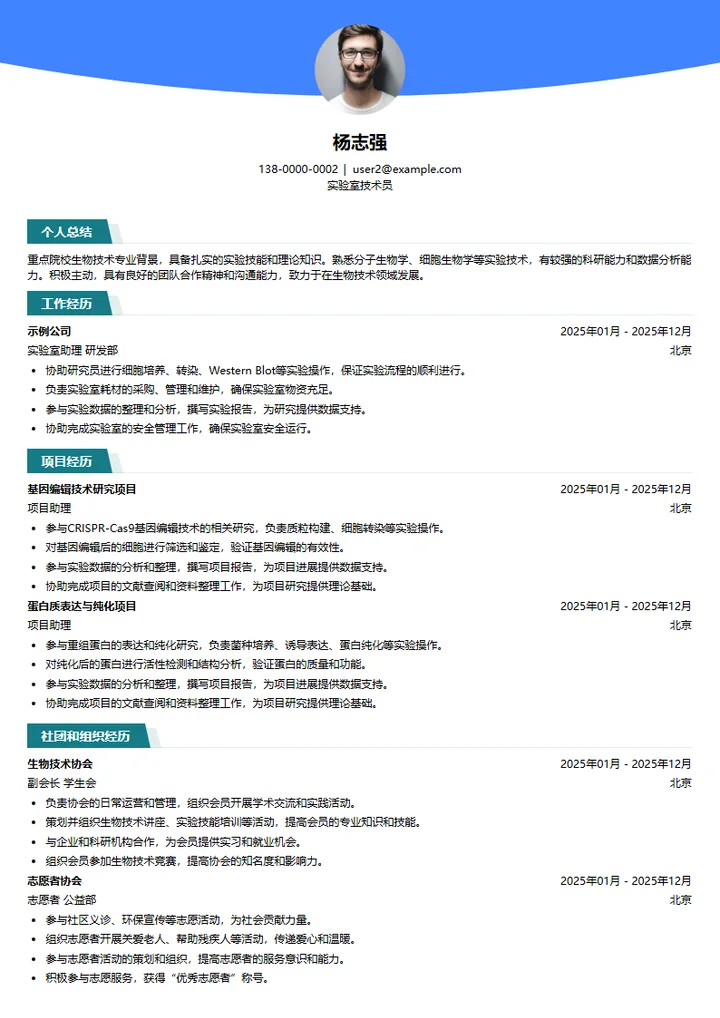 杨志强
138-0000-0002 | user2@example.com
实验室技术员
个人总结
重点院校生物技术专业背景，具备扎实的实验技能和理论知识。熟悉分子生物学、细胞生物学等实验技术，有较强的科研能力和数据分析能
力。积极主动，具有良好的团队合作精神和沟通能力，致力于在生物技术领域发展。
工作经历
示例公司 2025年01月 - 2025年12月
实验室助理 研发部 北京
• 协助研究员进行细胞培养、转染、Western Blot等实验操作，保证实验流程的顺利进行。
• 负责实验室耗材的采购、管理和维护，确保实验室物资充足。
• 参与实验数据的整理和分析，撰写实验报告，为研究提供数据支持。
• 协助完成实验室的安全管理工作，确保实验室安全运行。
项目经历
基因编辑技术研究项目 2025年01月 - 2025年12月
项目助理 北京
• 参与CRISPR-Cas9基因编辑技术的相关研究，负责质粒构建、细胞转染等实验操作。
• 对基因编辑后的细胞进行筛选和鉴定，验证基因编辑的有效性。
• 参与实验数据的分析和整理，撰写项目报告，为项目进展提供数据支持。
• 协助完成项目的文献查阅和资料整理工作，为项目研究提供理论基础。
蛋白质表达与纯化项目 2025年01月 - 2025年12月
项目助理 北京
• 参与重组蛋白的表达和纯化研究，负责菌种培养、诱导表达、蛋白纯化等实验操作。
• 对纯化后的蛋白进行活性检测和结构分析，验证蛋白的质量和功能。
• 参与实验数据的分析和整理，撰写项目报告，为项目进展提供数据支持。
• 协助完成项目的文献查阅和资料整理工作，为项目研究提供理论基础。
社团和组织经历
生物技术协会 2025年01月 - 2025年12月
副会长 学生会 北京
• 负责协会的日常运营和管理，组织会员开展学术交流和实践活动。
• 策划并组织生物技术讲座、实验技能培训等活动，提高会员的专业知识和技能。
• 与企业和科研机构合作，为会员提供实习和就业机会。
• 组织会员参加生物技术竞赛，提高协会的知名度和影响力。
志愿者协会 2025年01月 - 2025年12月
志愿者 公益部 北京
• 参与社区义诊、环保宣传等志愿活动，为社会贡献力量。
• 组织志愿者开展关爱老人、帮助残疾人等活动，传递爱心和温暖。
• 参与志愿者活动的策划和组织，提高志愿者的服务意识和能力。
• 积极参与志愿服务，获得“优秀志愿者”称号。